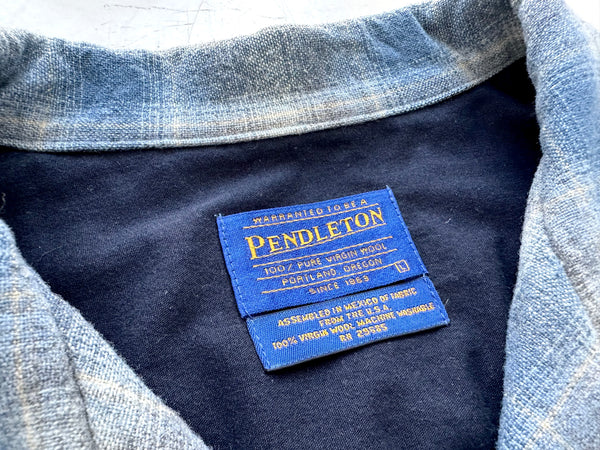 WARRANTED TO BE A
PENDLETON
100% PURE VIRGIN WOOL
PORTLAND, OREGON
SINCE 1863
L
ASSEMBLED IN MEXICO OF FABRIC
FROM THE U.S.A.
100% VIRGIN WOOL MACHINE WASHABLE
RN 29685